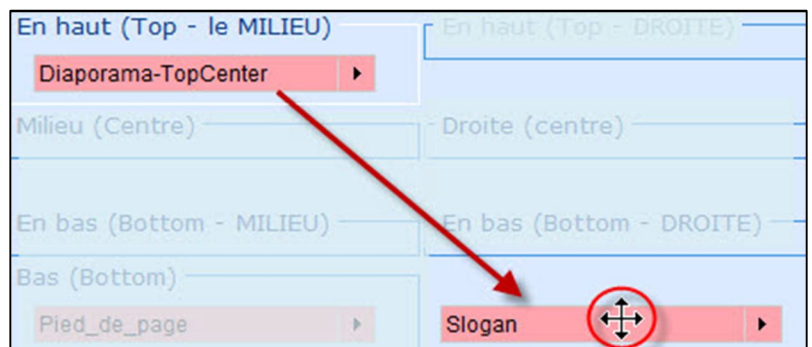 En haut (Top - le MILIEU)
En haut (Top - DROITE)
Diaporama-TopCenter
Milieu (Centre)
Droite (centre)
En bas (Bottom - MILIEU)
En bas (Bottom - DROITE)
Bas (Bottom)
Pied_de_page
Slogan